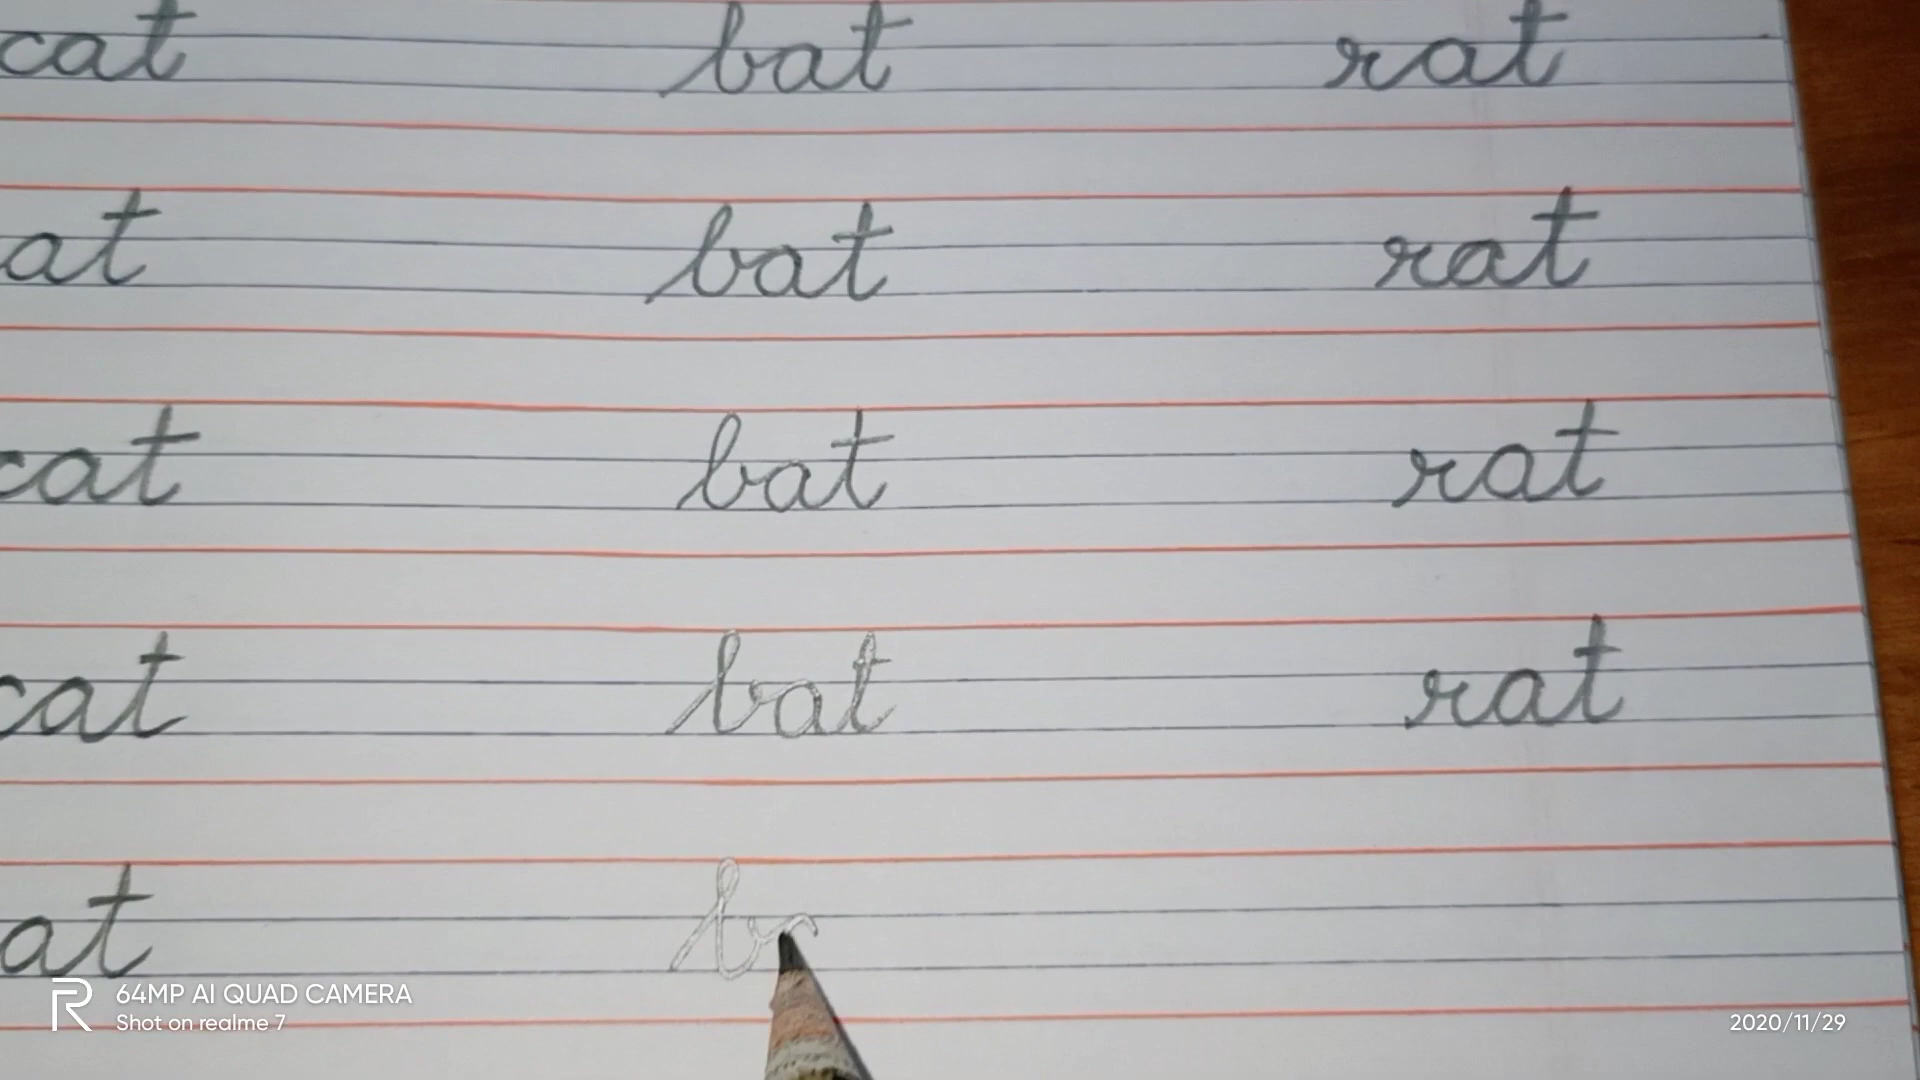 cat bat rat
at bat rat
cat bat rat
cat bat rat
at b
64MP AI QUAD CAMERA
Shot on realme 7
2020/11/29